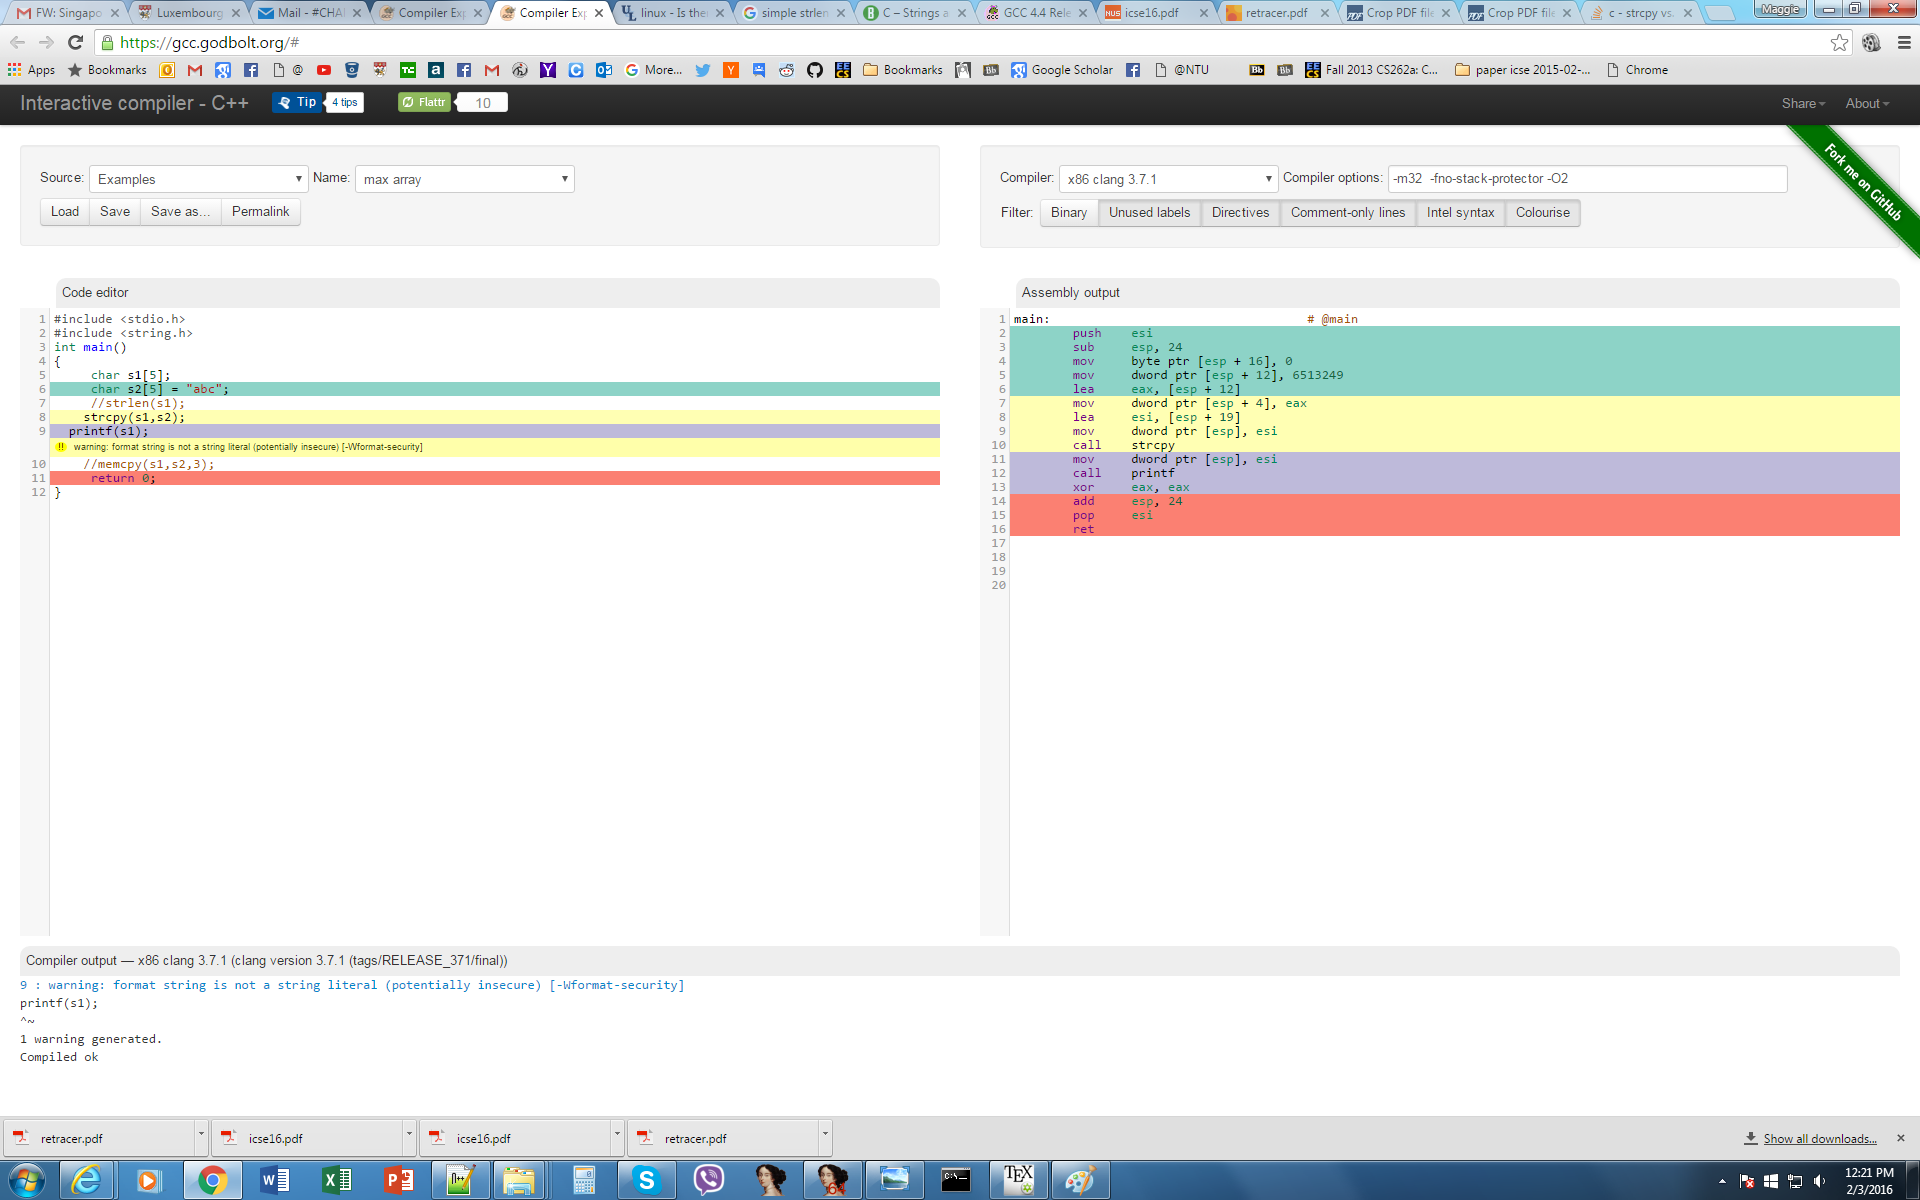 FW: Singapo
Luxembourg
Mail - #CHA
Compiler Exp
Compiler Exp
linux - Is the
simple strlen
C – Strings a
GCC 4.4 Rele
icse16.pdf
retracer.pdf
Crop PDF file
Crop PDF file
c - strcpy vs.
Maggie
https://gcc.godbolt.org/#
Apps
Bookmarks
More...
Bookmarks
Google Scholar
@NTU
Fall 2013 CS262a: C...
paper icse 2015-02-...
Chrome
Interactive compiler - C++
Tip
4 tips
Flattr
10
Share
About
Fork me on GitHub
Source:
Examples
Name:
max array
Load
Save
Save as...
Permalink
Compiler:
x86 clang 3.7.1
Compiler options:
-m32 -fno-stack-protector -O2
Filter:
Binary
Unused labels
Directives
Comment-only lines
Intel syntax
Colourise
Code editor
1 #include <stdio.h>
2 #include <string.h>
3 int main()
4 {
5 char s1[5];
6 char s2[5] = "abc";
7 //strlen(s1);
8 strcpy(s1,s2);
9 printf(s1);
!! warning: format string is not a string literal (potentially insecure) [-Wformat-security]
10 //memcpy(s1,s2,3);
11 return 0;
12 }
Assembly output
1 main: # @main
2 push esi
3 sub esp, 24
4 mov byte ptr [esp + 16], 0
5 mov dword ptr [esp + 12], 6513249
6 lea eax, [esp + 12]
7 mov dword ptr [esp + 4], eax
8 lea esi, [esp + 19]
9 mov dword ptr [esp], esi
10 call strcpy
11 mov dword ptr [esp], esi
12 call printf
13 xor eax, eax
14 add esp, 24
15 pop esi
16 ret
17
18
19
20
Compiler output — x86 clang 3.7.1 (clang version 3.7.1 (tags/RELEASE_371/final))
9 : warning: format string is not a string literal (potentially insecure) [-Wformat-security]
printf(s1);
^~
1 warning generated.
Compiled ok
retracer.pdf
icse16.pdf
icse16.pdf
retracer.pdf
Show all downloads...
12:21 PM
2/3/2016